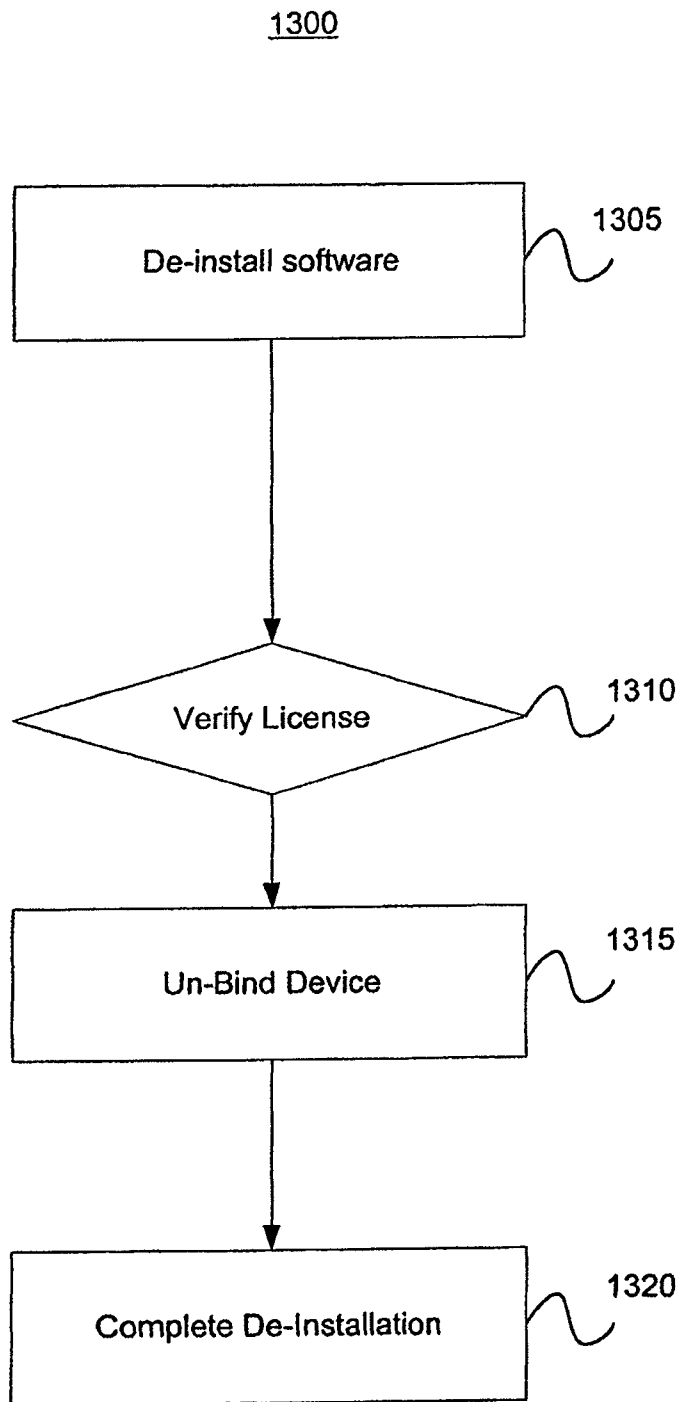 1300
De-install software
1305
Verify License
1310
Un-Bind Device
1315
Complete De-Installation
1320